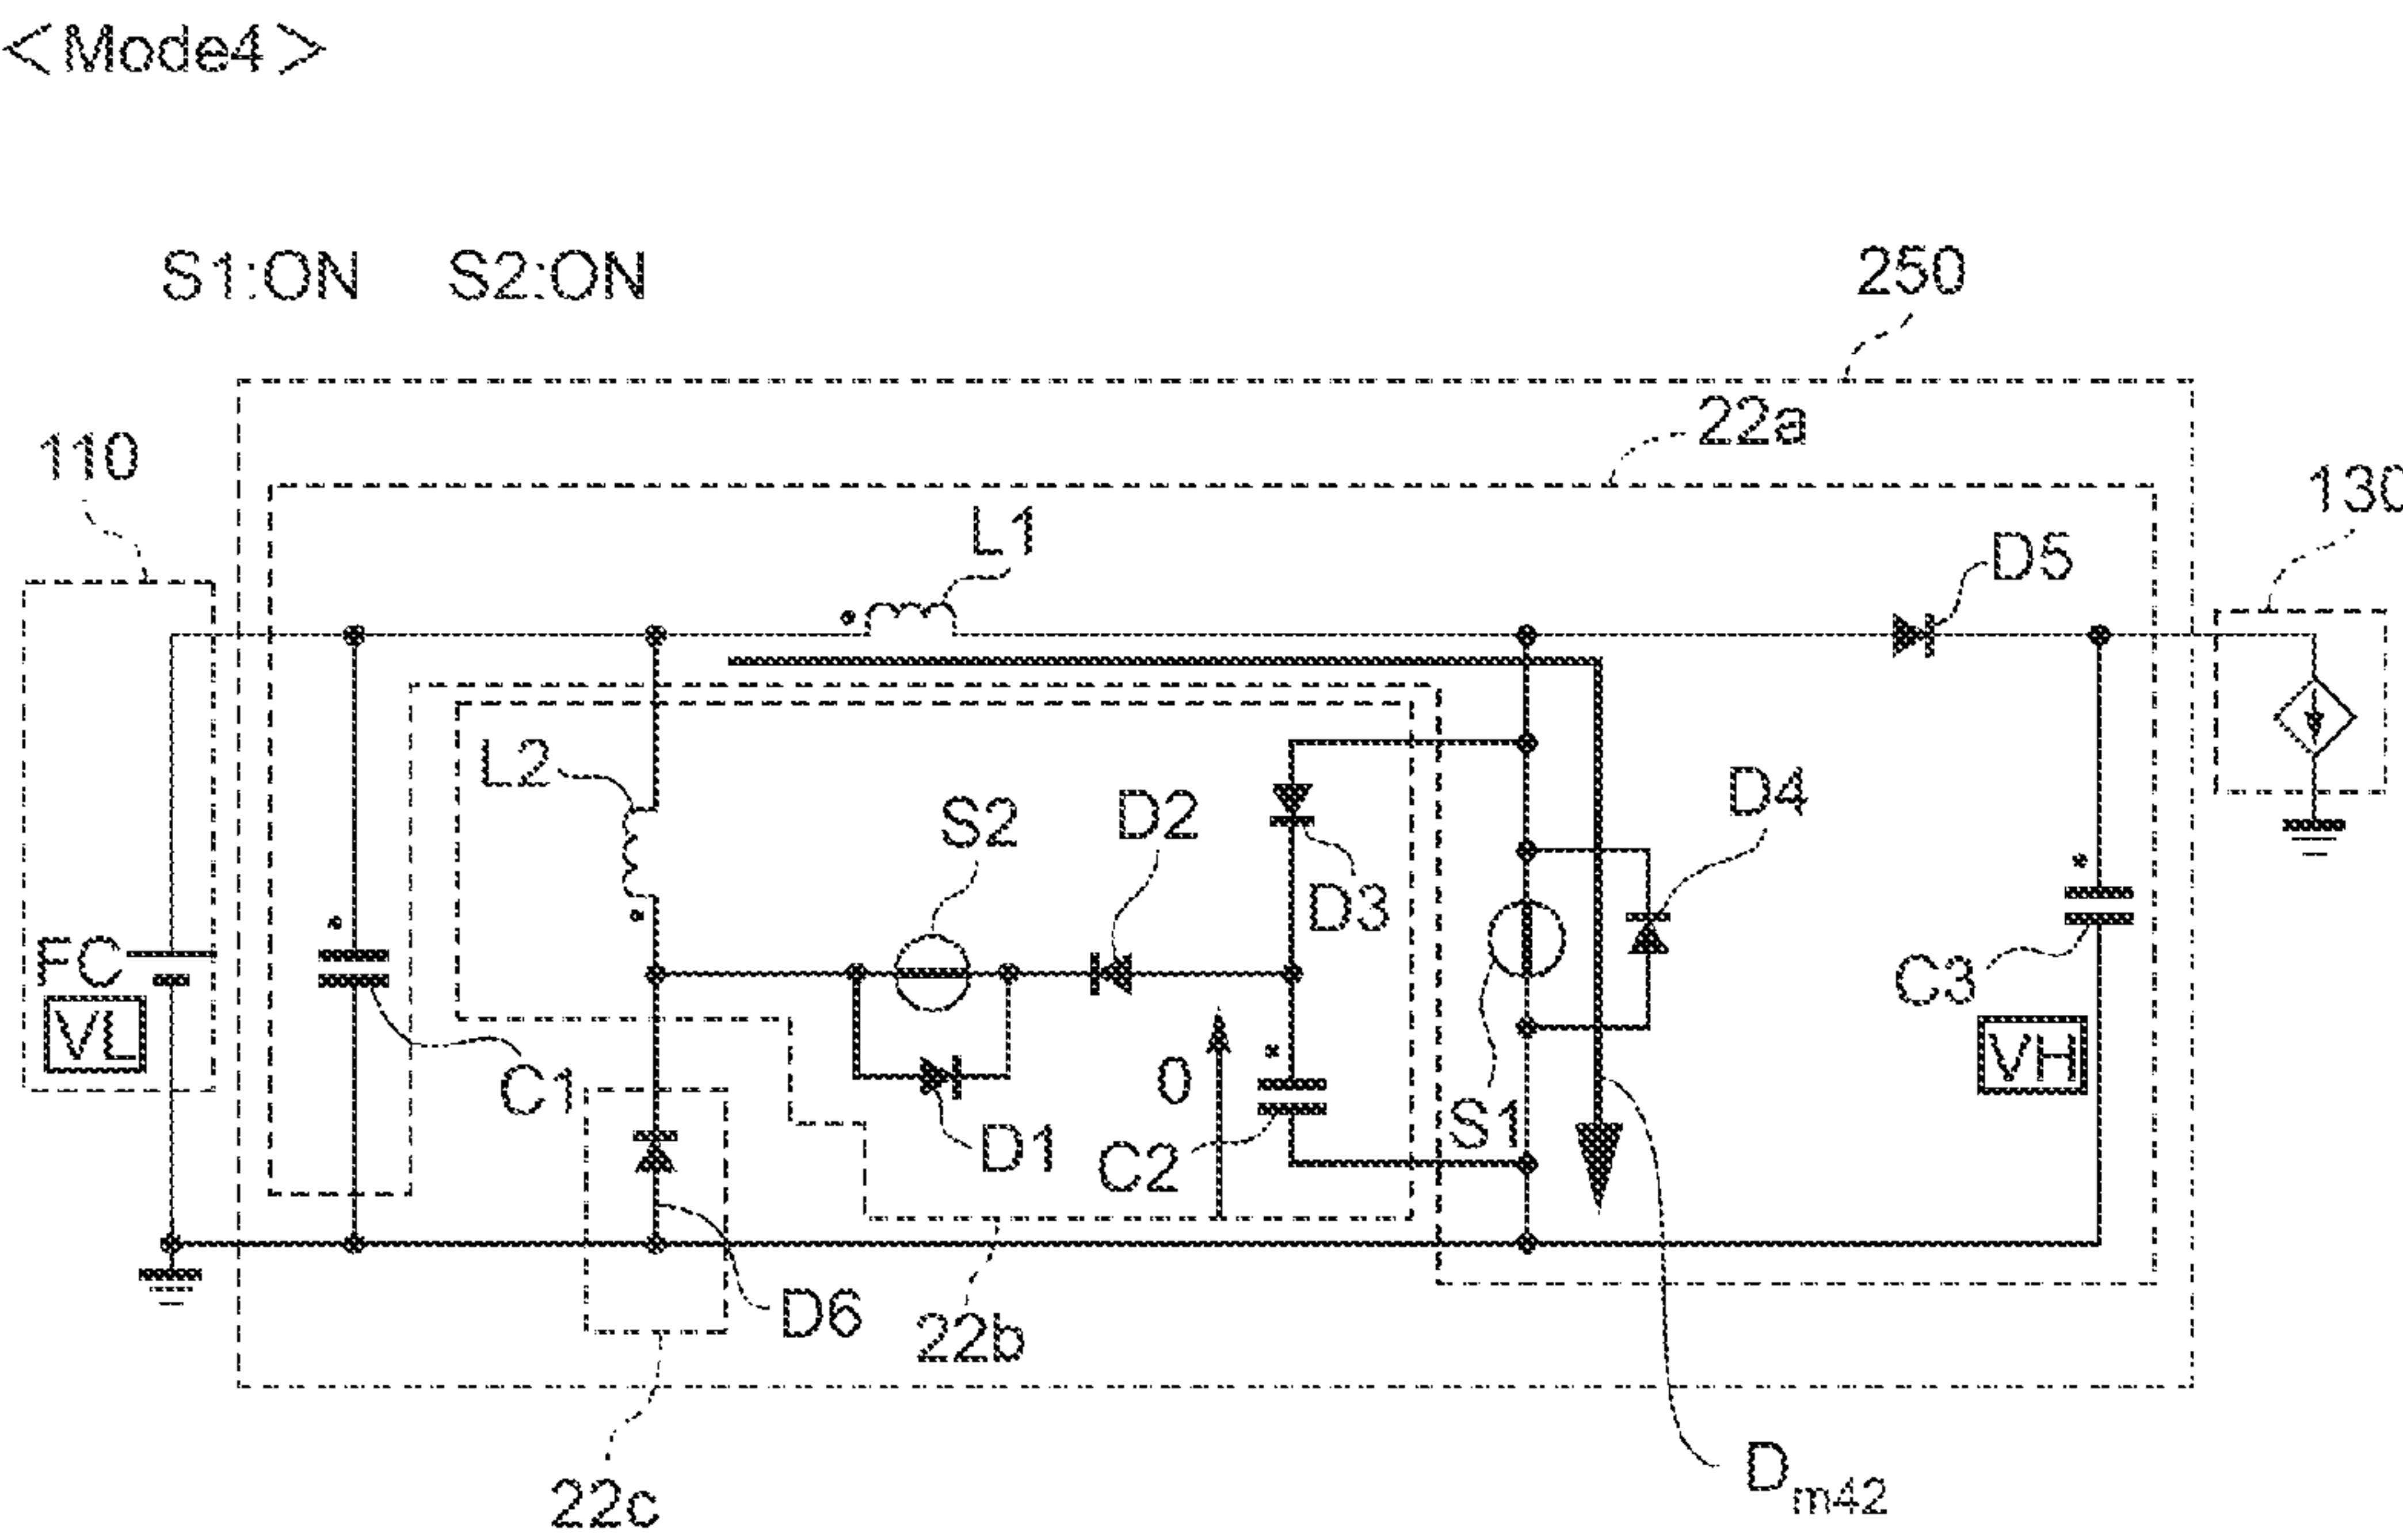 <Mode4>
S1:ON S2:ON
250
22a
110
130
L1
D5
L2
S2
D2
D3
D4
FC
VL
C1
D1
0
C2
S1
C3
VH
D6
22b
22c
Dm42